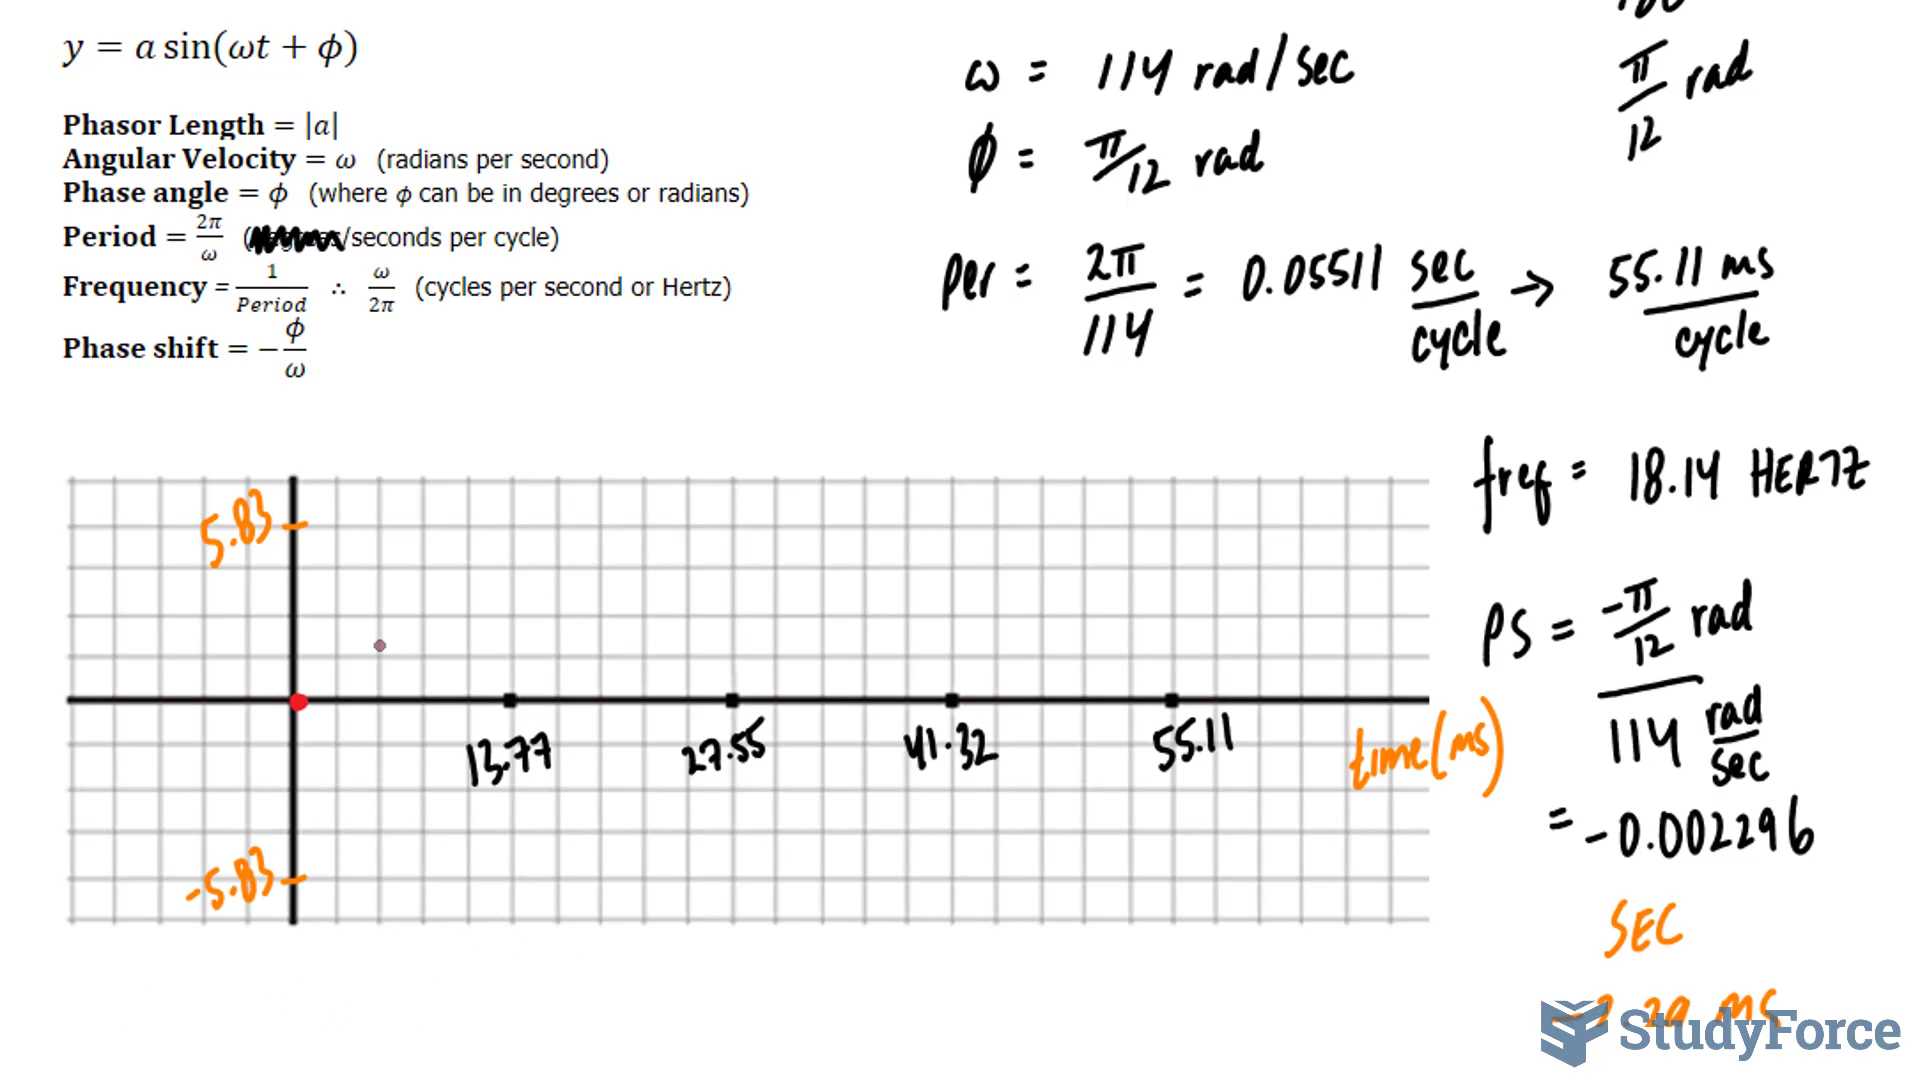 y = a sin(ωt + ϕ)
Phasor Length = |a|
Angular Velocity = ω (radians per second)
Phase angle = ϕ (where ϕ can be in degrees or radians)
Period = 2π/ω (/seconds per cycle)
Frequency = 1/Period ∴ ω/2π (cycles per second or Hertz)
Phase shift = −ϕ/ω
π/12 rad
ω = 114 rad/sec
ϕ = π/12 rad
Per = 2π/114 = 0.05511 sec/cycle → 55.11 ms/cycle
freq = 18.14 HERTZ
PS = -π/12 rad / 114 rad/sec
= -0.002296
SEC
5.83
13.77 27.55 41.32 55.11 time(ms)
-5.83
StudyForce